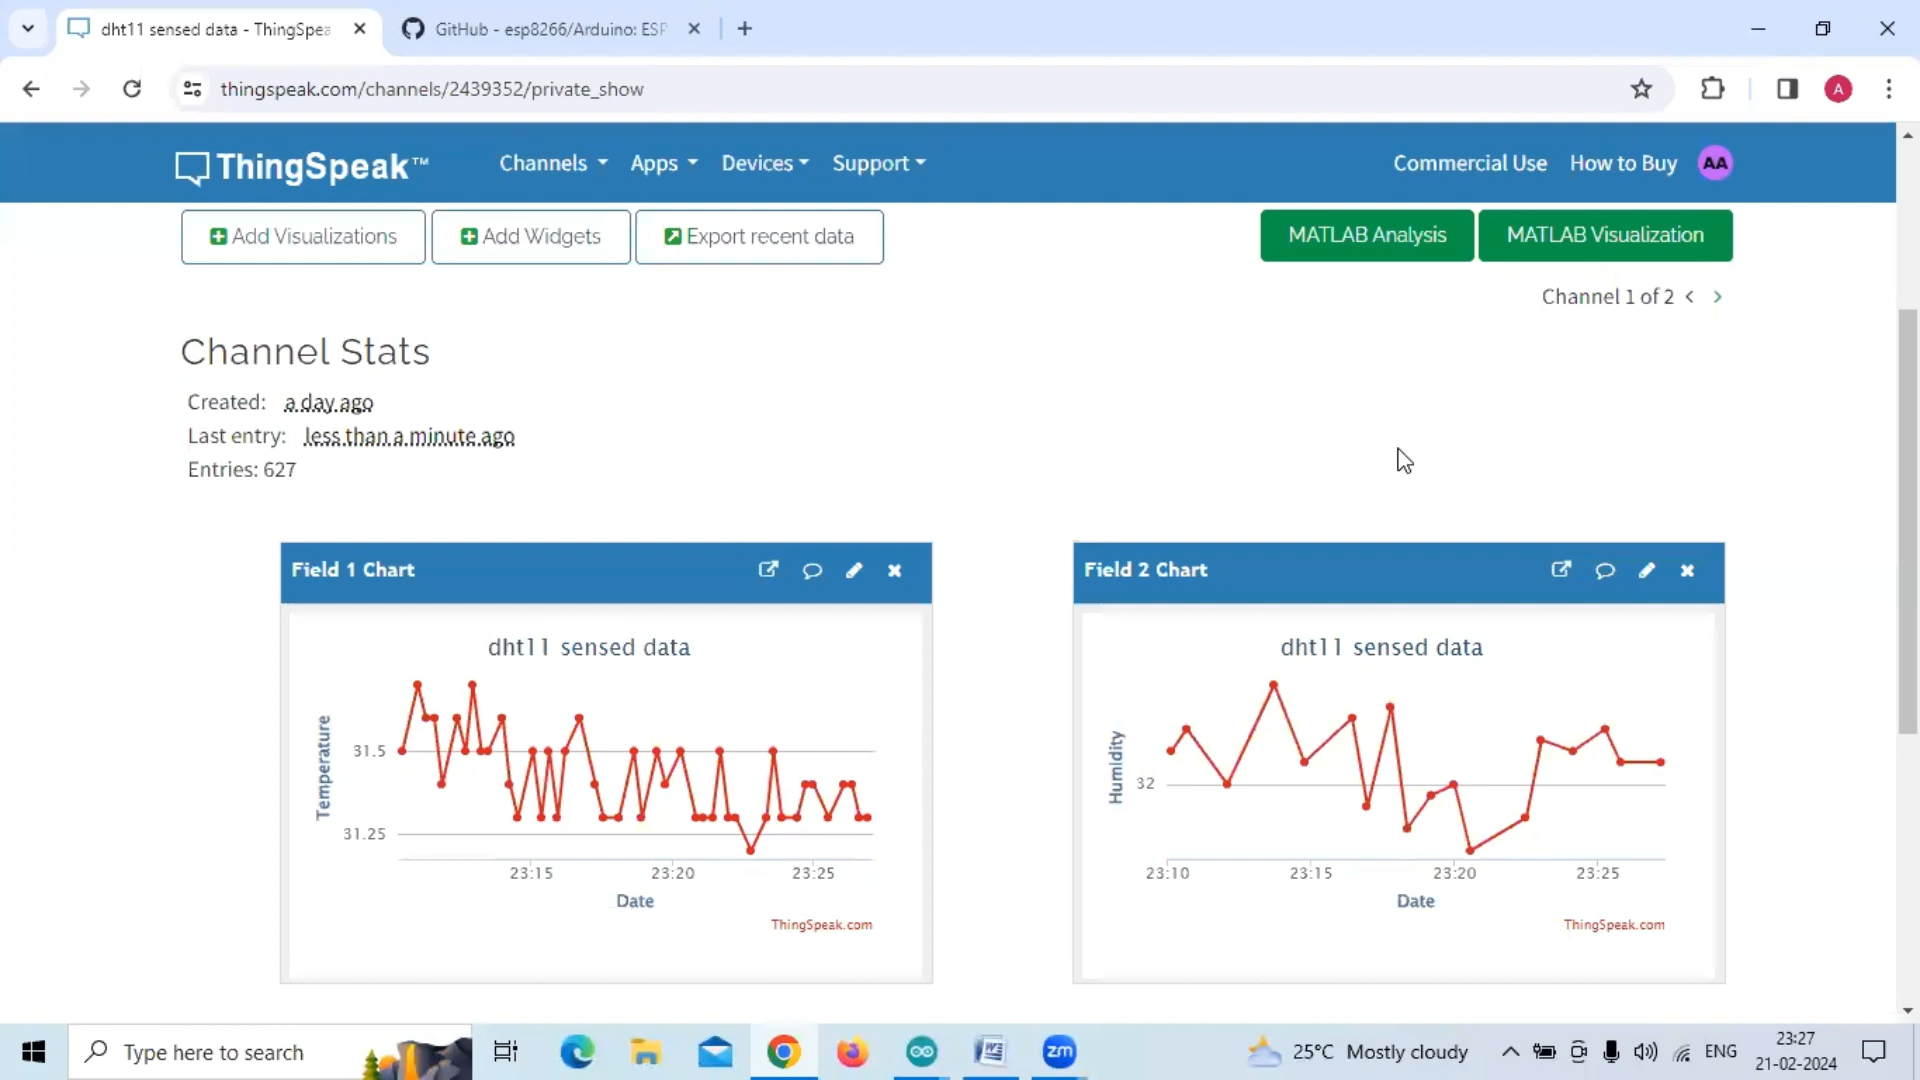 dht11 sensed data - ThingSpea
GitHub - esp8266/Arduino: ESP
thingspeak.com/channels/2439352/private_show
A
ThingSpeak™
Channels
Apps
Devices
Support
Commercial Use
How to Buy
AA
Add Visualizations
Add Widgets
Export recent data
MATLAB Analysis
MATLAB Visualization
Channel 1 of 2 < >
Channel Stats
Created: a day ago
Last entry: less than a minute ago
Entries: 627
Field 1 Chart
dht11 sensed data
Temperature
31.5
31.25
23:15 23:20 23:25
Date
ThingSpeak.com
Field 2 Chart
dht11 sensed data
Humidity
32
23:10 23:15 23:20 23:25
Date
ThingSpeak.com
Type here to search
W
zm
25°C Mostly cloudy
ENG
23:27
21-02-2024